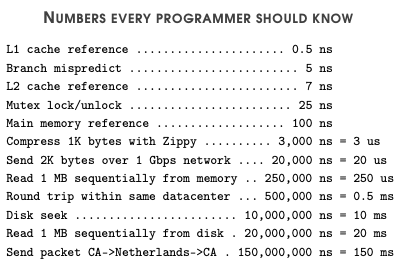 NUMBERS EVERY PROGRAMMER SHOULD KNOW
L1 cache reference ...................... 0.5 ns
Branch mispredict ......................... 5 ns
L2 cache reference ........................ 7 ns
Mutex lock/unlock ........................ 25 ns
Main memory reference ................... 100 ns
Compress 1K bytes with Zippy .......... 3,000 ns = 3 us
Send 2K bytes over 1 Gbps network .... 20,000 ns = 20 us
Read 1 MB sequentially from memory .. 250,000 ns = 250 us
Round trip within same datacenter ... 500,000 ns = 0.5 ms
Disk seek ........................ 10,000,000 ns = 10 ms
Read 1 MB sequentially from disk . 20,000,000 ns = 20 ms
Send packet CA->Netherlands->CA . 150,000,000 ns = 150 ms